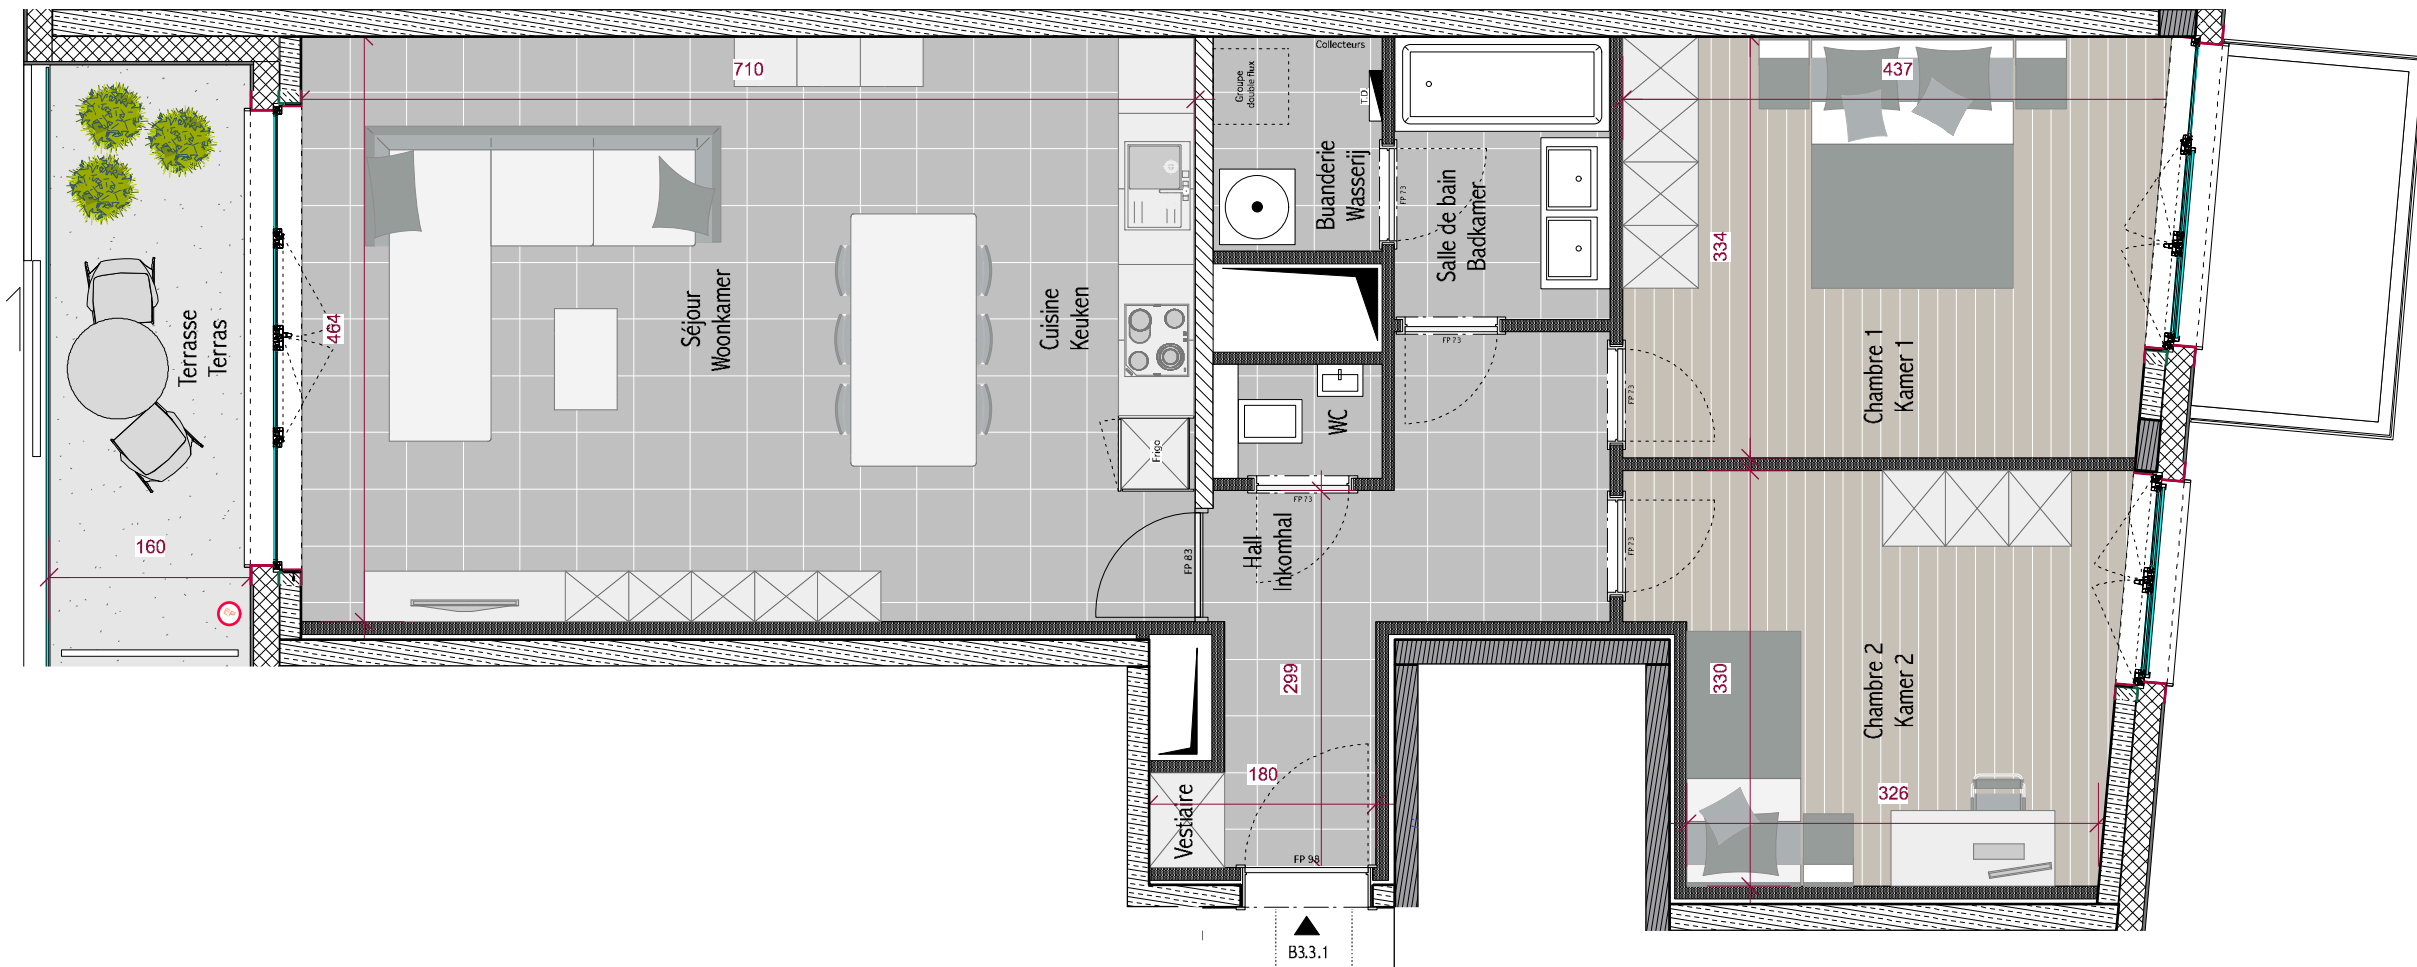 Terrasse
Terras
160
EP
464
710
Séjour
Woonkamer
Cuisine
Keuken
Frigo
FP 83
Collecteurs
Groupe
double flux
T.D.
Buanderie
Wasserij
FP 73
Salle de bain
Badkamer
FP 73
WC
FP 73
Hall
Inkomhal
299
180
Vestiaire
FP 98
B3.3.1
437
334
Chambre 1
Kamer 1
FP 73
FP 73
330
Chambre 2
Kamer 2
326